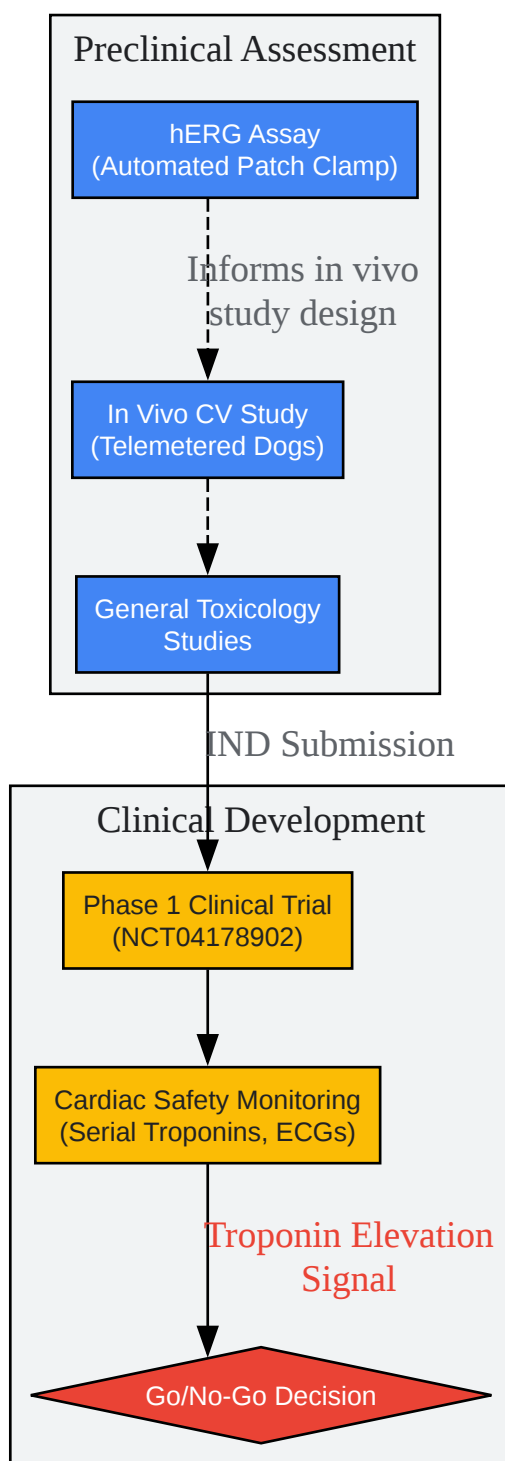 Preclinical Assessment
hERG Assay
(Automated Patch Clamp)
Informs in vivo
study design
In Vivo CV Study
(Telemetered Dogs)
General Toxicology
Studies
IND Submission
Clinical Development
Phase 1 Clinical Trial
(NCT04178902)
Cardiac Safety Monitoring
(Serial Troponins, ECGs)
Troponin Elevation
Signal
Go/No-Go Decision